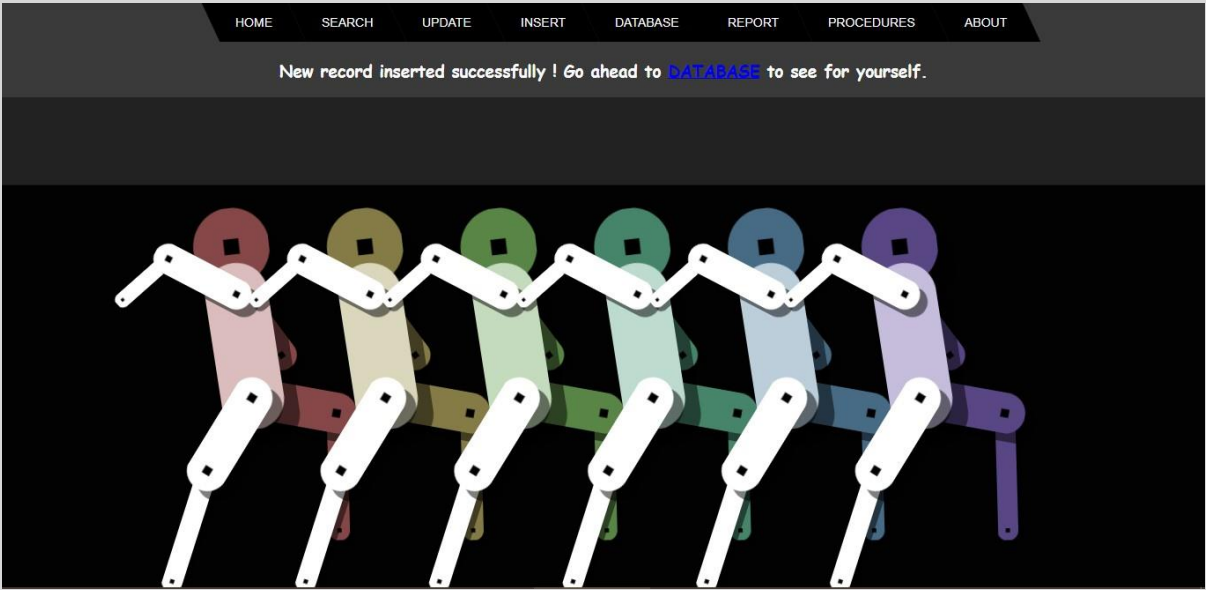 HOME SEARCH UPDATE INSERT DATABASE REPORT PROCEDURES ABOUT
New record inserted successfully ! Go ahead to DATABASE to see for yourself.